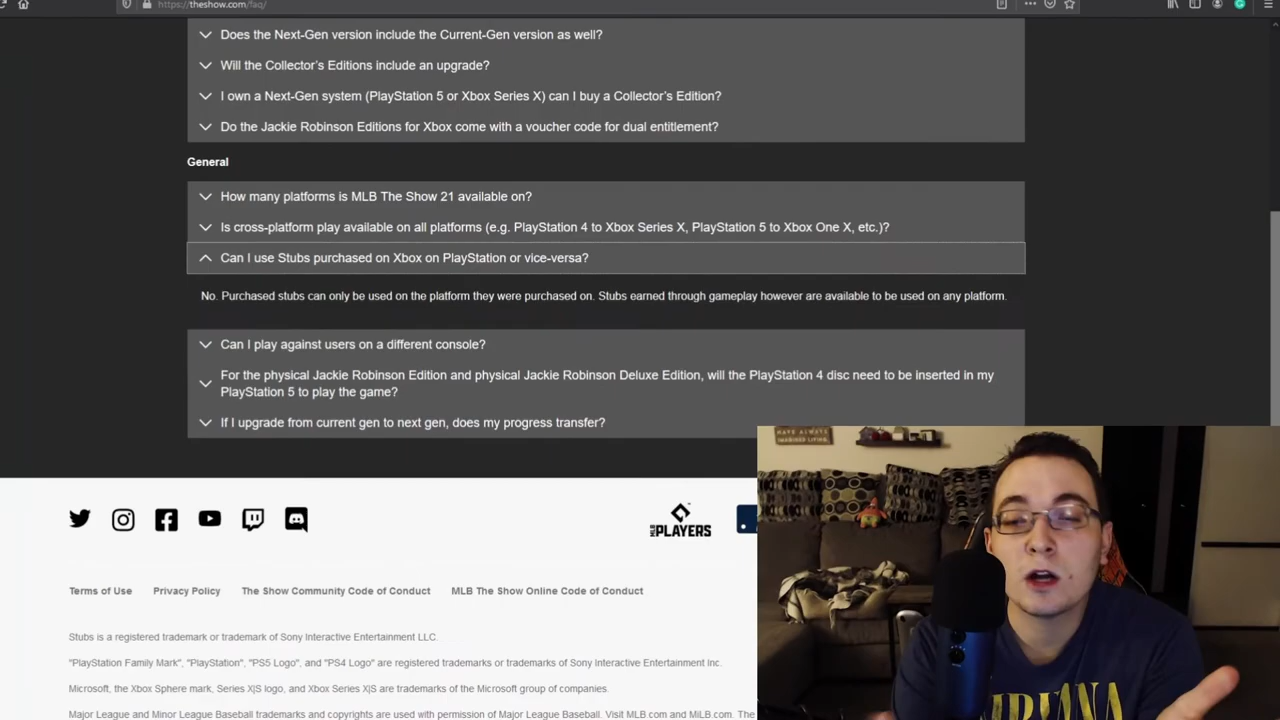 https://theshow.com/faq/
Does the Next-Gen version include the Current-Gen version as well?
Will the Collector's Editions include an upgrade?
I own a Next-Gen system (PlayStation 5 or Xbox Series X) can I buy a Collector's Edition?
Do the Jackie Robinson Editions for Xbox come with a voucher code for dual entitlement?
General
How many platforms is MLB The Show 21 available on?
Is cross-platform play available on all platforms (e.g. PlayStation 4 to Xbox Series X, PlayStation 5 to Xbox One X, etc.)?
Can I use Stubs purchased on Xbox on PlayStation or vice-versa?
No. Purchased stubs can only be used on the platform they were purchased on. Stubs earned through gameplay however are available to be used on any platform.
Can I play against users on a different console?
For the physical Jackie Robinson Edition and physical Jackie Robinson Deluxe Edition, will the PlayStation 4 disc need to be inserted in my
PlayStation 5 to play the game?
If I upgrade from current gen to next gen, does my progress transfer?
HAVE ALWAYS
IMAGINED LIVING
MLB PLAYERS
Terms of Use Privacy Policy The Show Community Code of Conduct MLB The Show Online Code of Conduct
Stubs is a registered trademark or trademark of Sony Interactive Entertainment LLC.
"PlayStation Family Mark", "PlayStation", "PS5 Logo", and "PS4 Logo" are registered trademarks or trademarks of Sony Interactive Entertainment Inc.
Microsoft, the Xbox Sphere mark, Series X|S logo, and Xbox Series X|S are trademarks of the Microsoft group of companies.
Major League and Minor League Baseball trademarks and copyrights are used with permission of Major League Baseball. Visit MLB.com and MiLB.com. The
NIRVANA